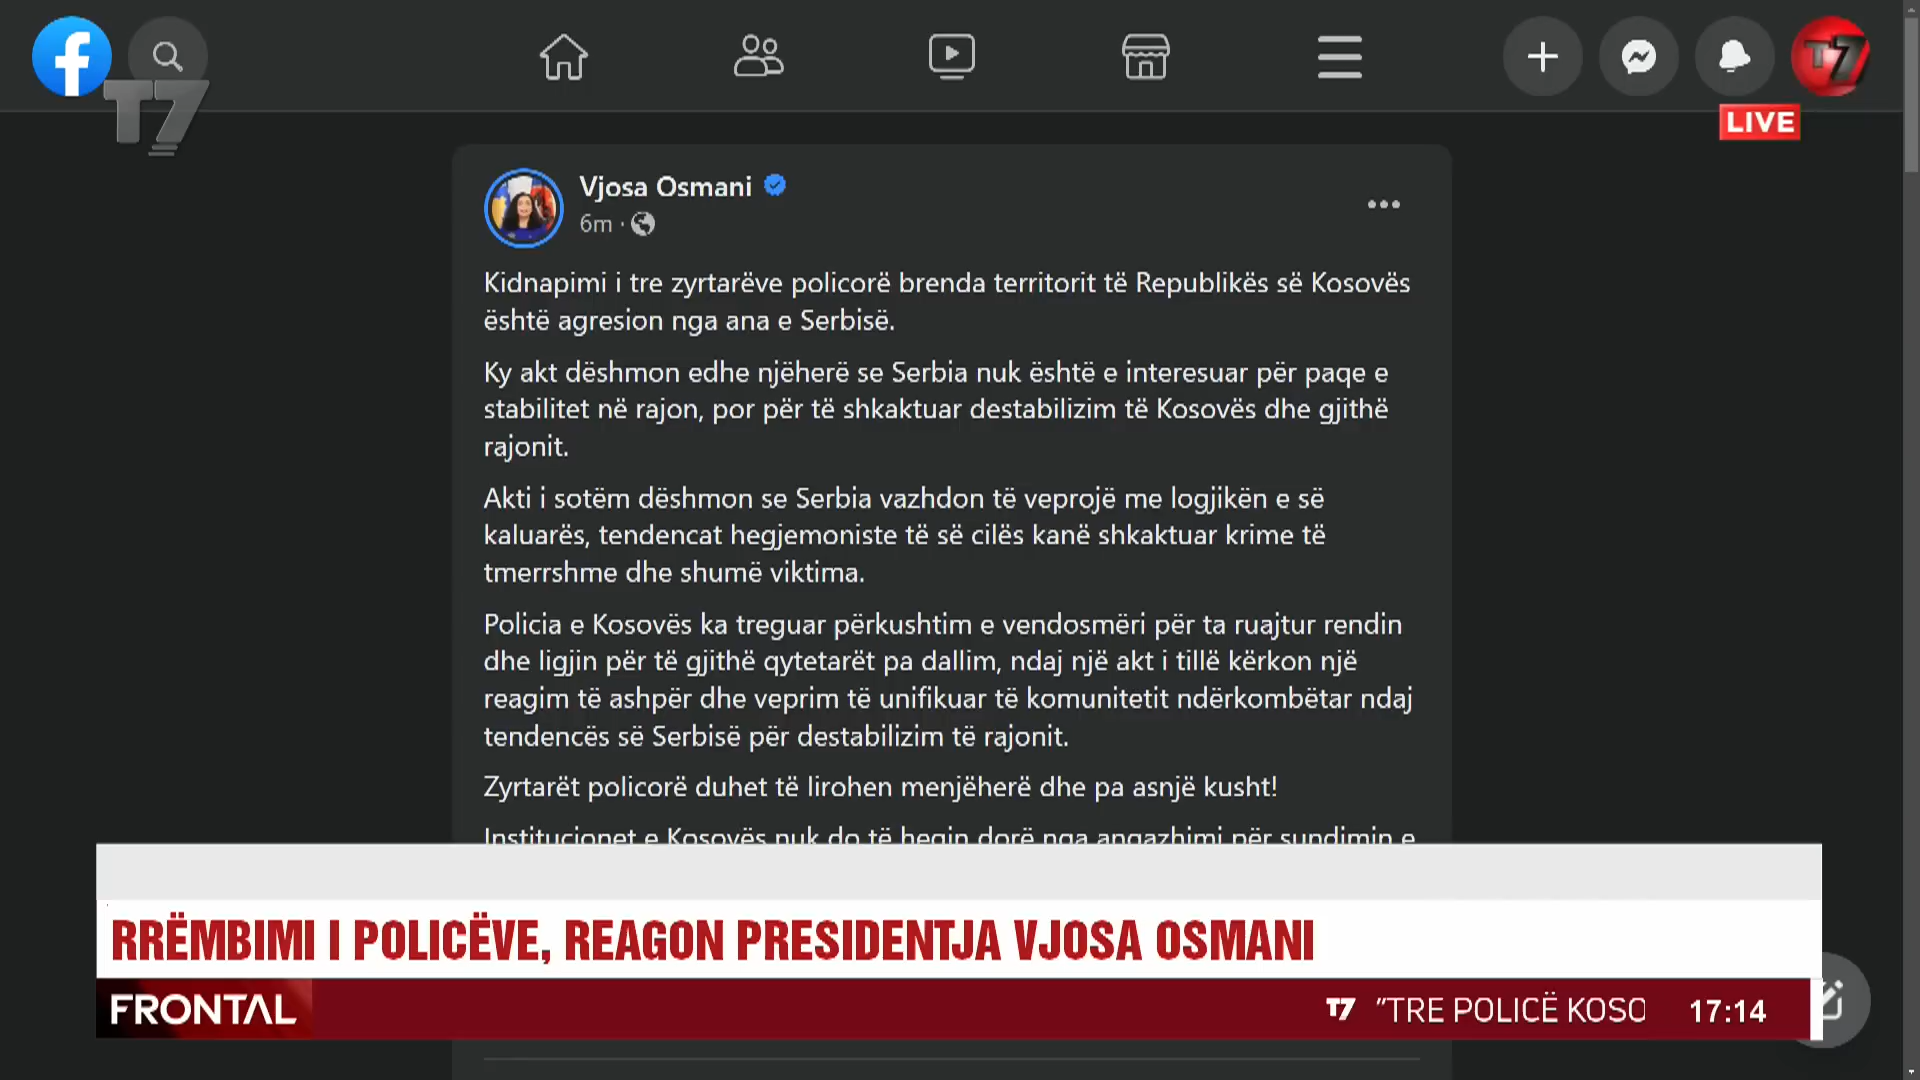 T7
T7
LIVE
Vjosa Osmani
6m ·
Kidnapimi i tre zyrtarëve policorë brenda territorit të Republikës së Kosovës
është agresion nga ana e Serbisë.
Ky akt dëshmon edhe njëherë se Serbia nuk është e interesuar për paqe e
stabilitet në rajon, por për të shkaktuar destabilizim të Kosovës dhe gjithë
rajonit.
Akti i sotëm dëshmon se Serbia vazhdon të veprojë me logjikën e së
kaluarës, tendencat hegjemoniste të së cilës kanë shkaktuar krime të
tmerrshme dhe shumë viktima.
Policia e Kosovës ka treguar përkushtim e vendosmëri për ta ruajtur rendin
dhe ligjin për të gjithë qytetarët pa dallim, ndaj një akt i tillë kërkon një
reagim të ashpër dhe veprim të unifikuar të komunitetit ndërkombëtar ndaj
tendencës së Serbisë për destabilizim të rajonit.
Zyrtarët policorë duhet të lirohen menjëherë dhe pa asnjë kusht!
Institucionet e Kosovës nuk do të heqin dorë nga angazhimi për sundimin e
RRËMBIMI I POLICËVE, REAGON PRESIDENTJA VJOSA OSMANI
FRONTAL
T7 "TRE POLICË KOSO
17:14